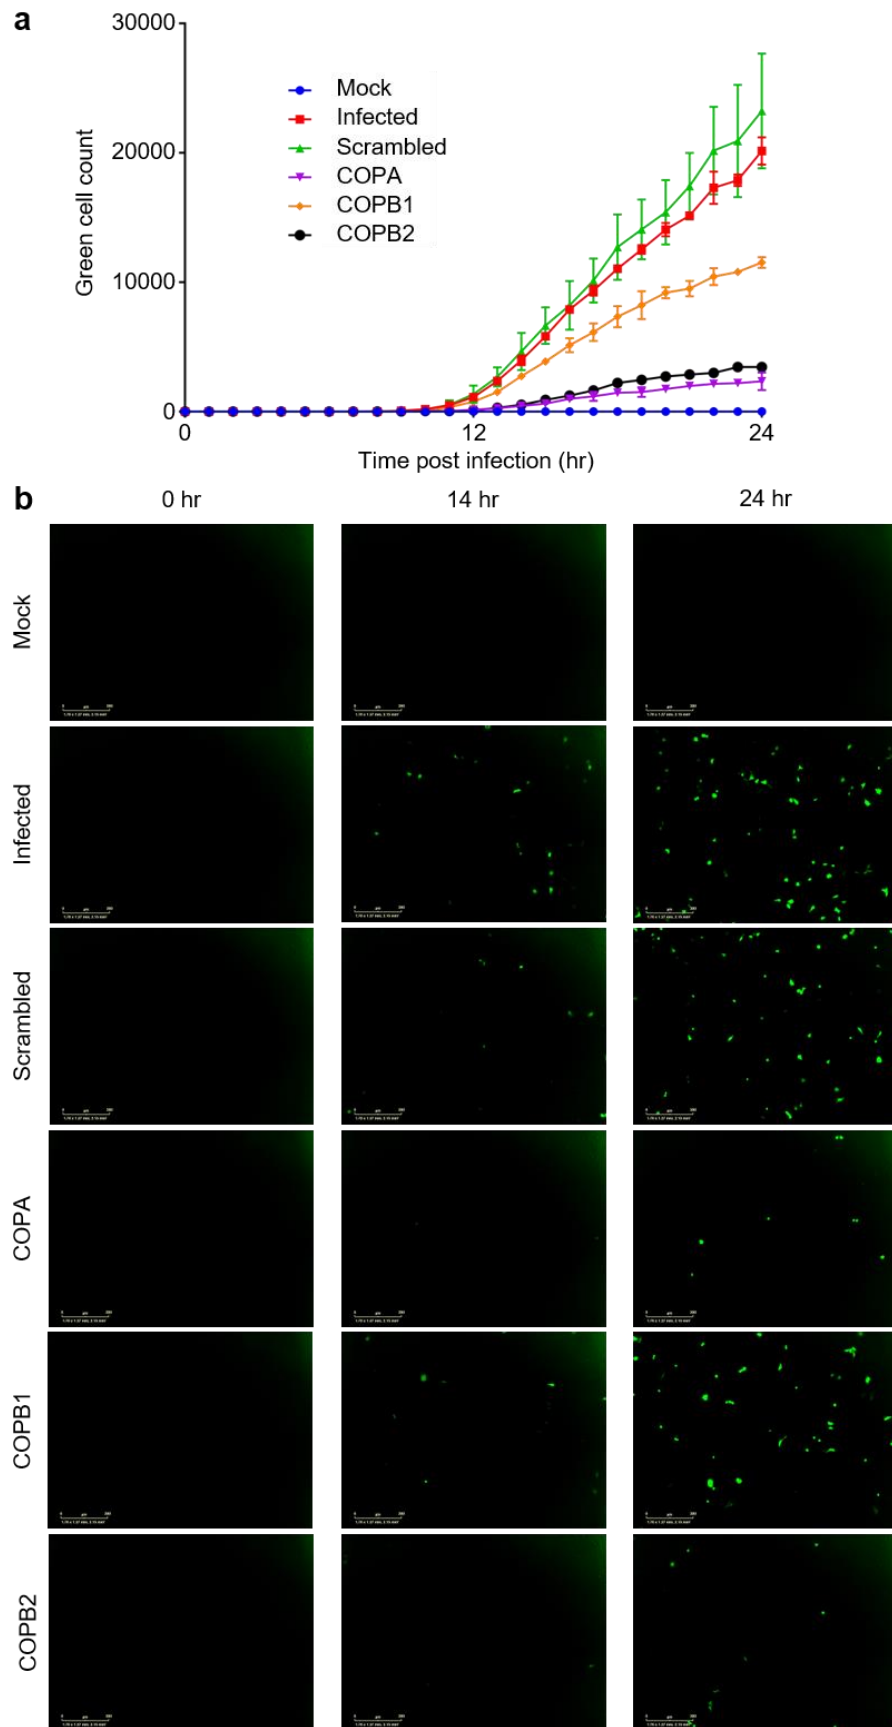 a
30000
20000
10000
0
Green cell count
Mock
Infected
Scrambled
COPA
COPB1
COPB2
0 12 24
Time post infection (hr)
b
0 hr 14 hr 24 hr
Mock
Infected
Scrambled
COPA
COPB1
COPB2